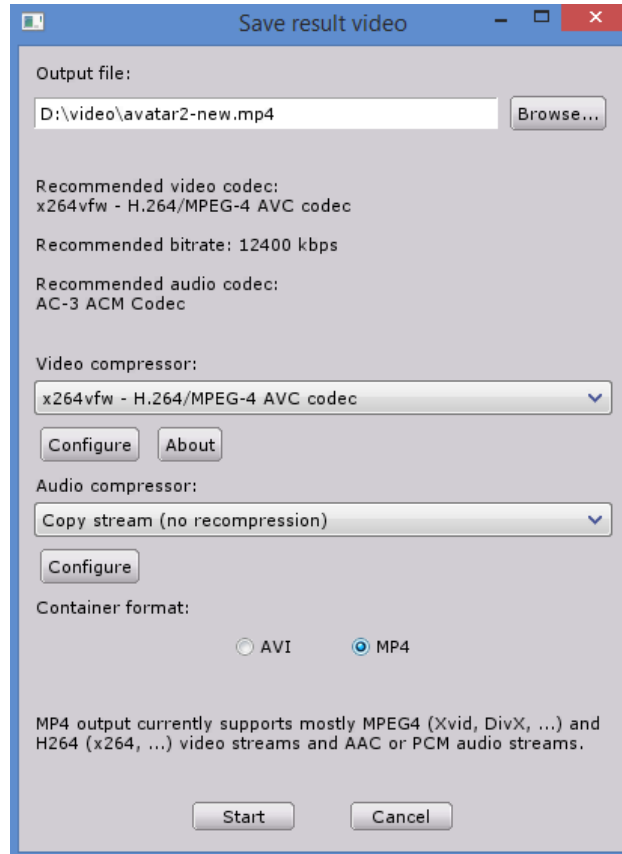 Save result video
Output file:
D:\video\avatar2-new.mp4
Browse...
Recommended video codec:
x264vfw - H.264/MPEG-4 AVC codec
Recommended bitrate: 12400 kbps
Recommended audio codec:
AC-3 ACM Codec
Video compressor:
x264vfw - H.264/MPEG-4 AVC codec
Configure
About
Audio compressor:
Copy stream (no recompression)
Configure
Container format:
AVI
MP4
MP4 output currently supports mostly MPEG4 (Xvid, DivX, ...) and
H264 (x264, ...) video streams and AAC or PCM audio streams.
Start
Cancel